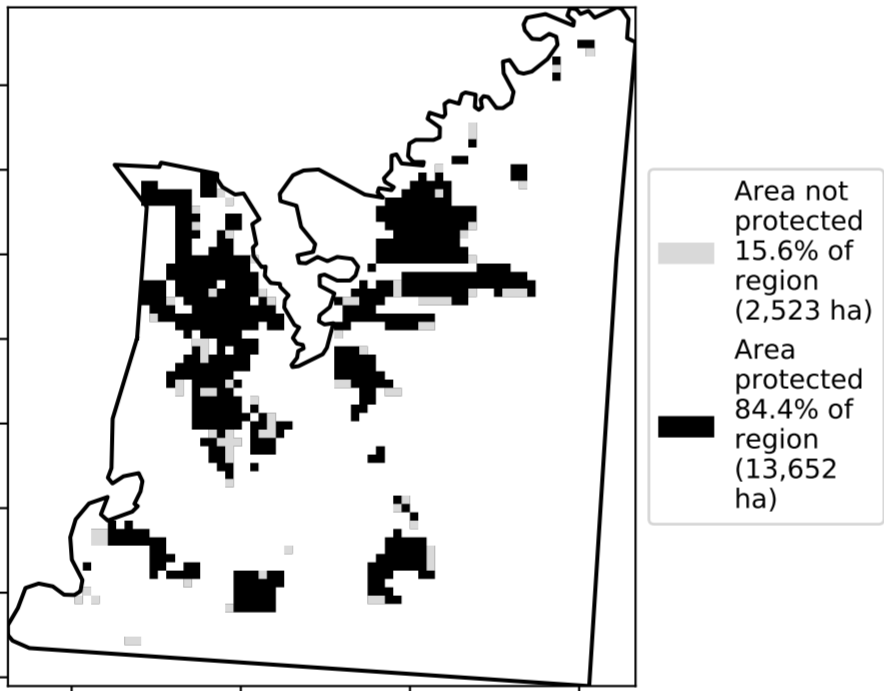 Area not
protected
15.6% of
region
(2,523 ha)
Area
protected
84.4% of
region
(13,652
ha)